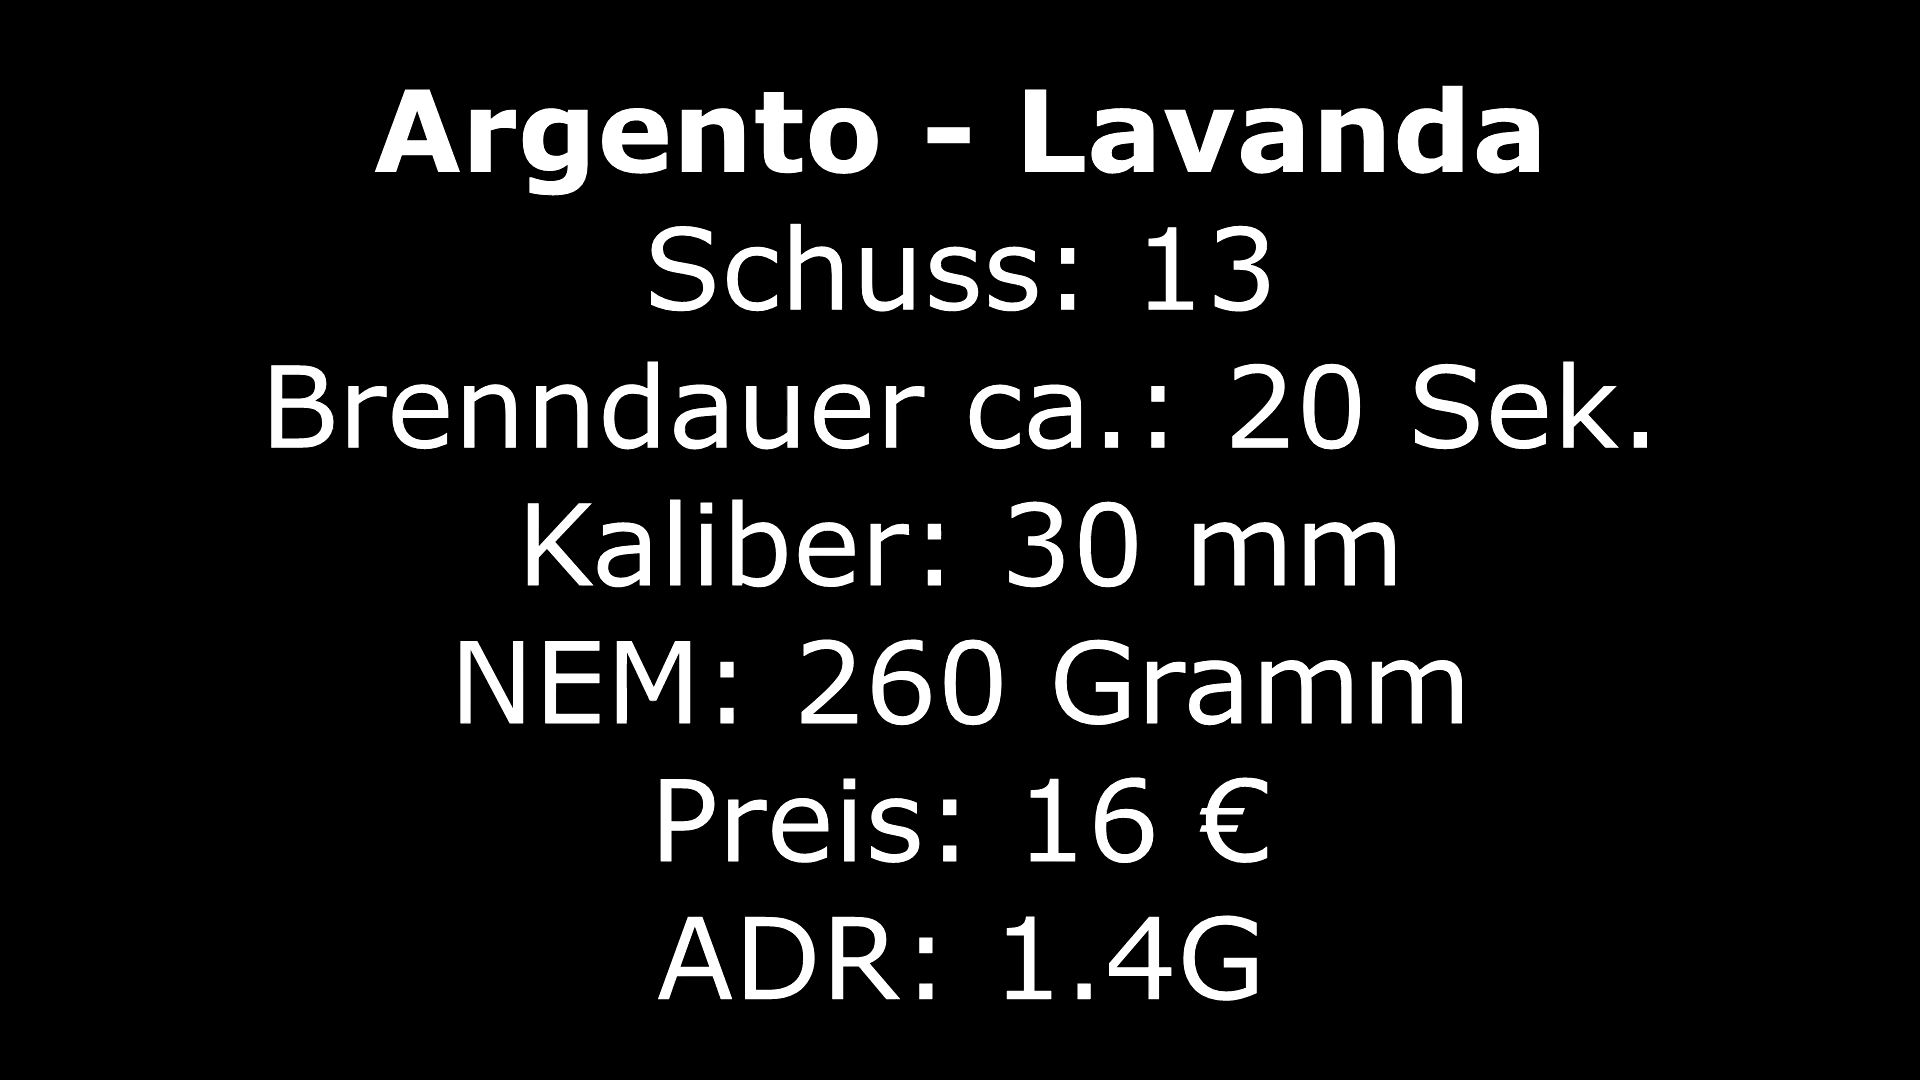 Argento - Lavanda
Schuss: 13
Brenndauer ca.: 20 Sek.
Kaliber: 30 mm
NEM: 260 Gramm
Preis: 16 €
ADR: 1.4G